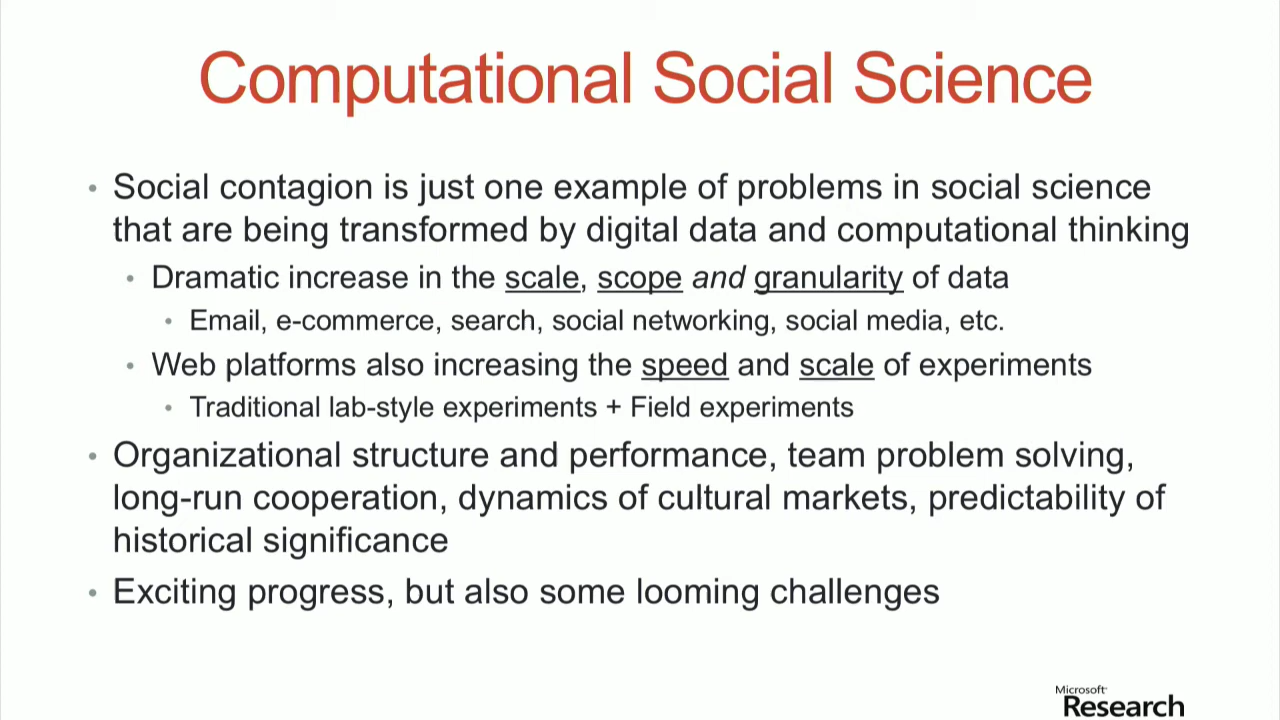 Computational Social Science
• Social contagion is just one example of problems in social science
that are being transformed by digital data and computational thinking
• Dramatic increase in the scale, scope and granularity of data
• Email, e-commerce, search, social networking, social media, etc.
• Web platforms also increasing the speed and scale of experiments
• Traditional lab-style experiments + Field experiments
• Organizational structure and performance, team problem solving,
long-run cooperation, dynamics of cultural markets, predictability of
historical significance
• Exciting progress, but also some looming challenges
Microsoft
Research